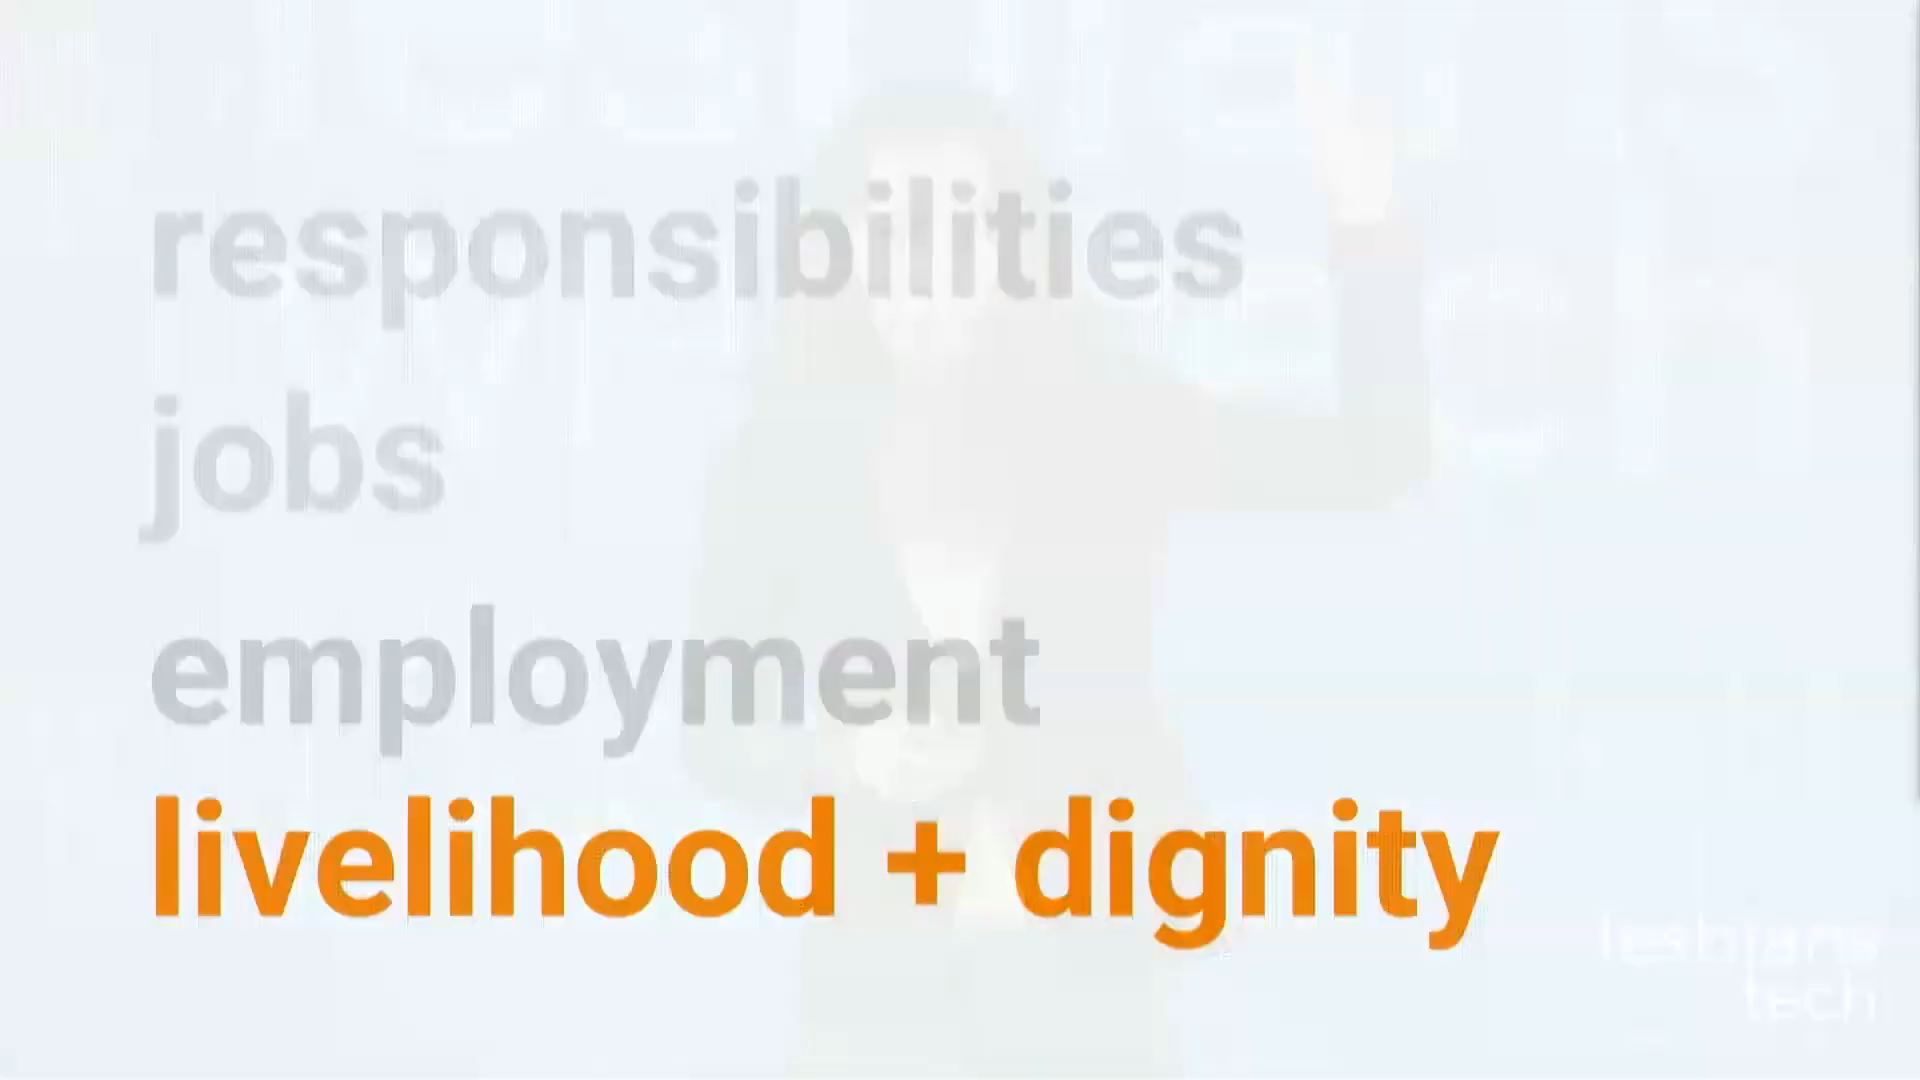 responsibilities
jobs
employment
livelihood + dignity
lesbians
tech